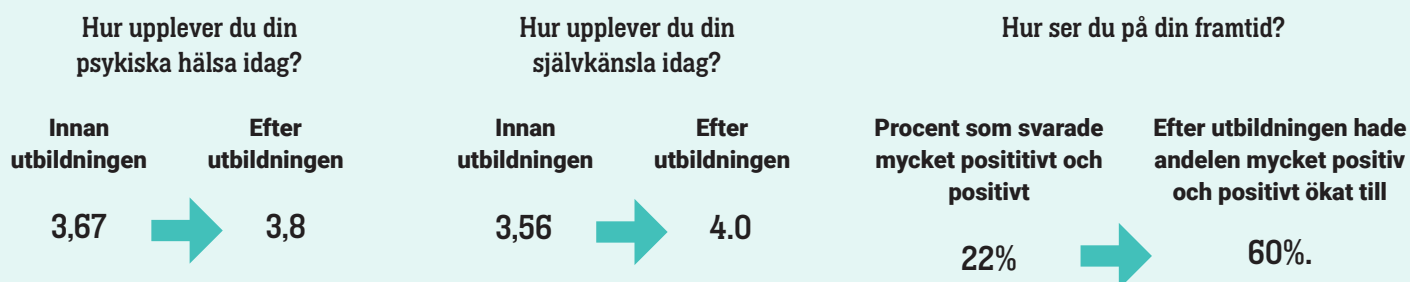 Hur upplever du din
psykiska hälsa idag?
Innan
utbildningen
Efter
utbildningen
3,67
3,8
Hur upplever du din
självkänsla idag?
Innan
utbildningen
Efter
utbildningen
3,56
4.0
Hur ser du på din framtid?
Procent som svarade
mycket posititivt och
positivt
22%
Efter utbildningen hade
andelen mycket positiv
och positivt ökat till
60%.